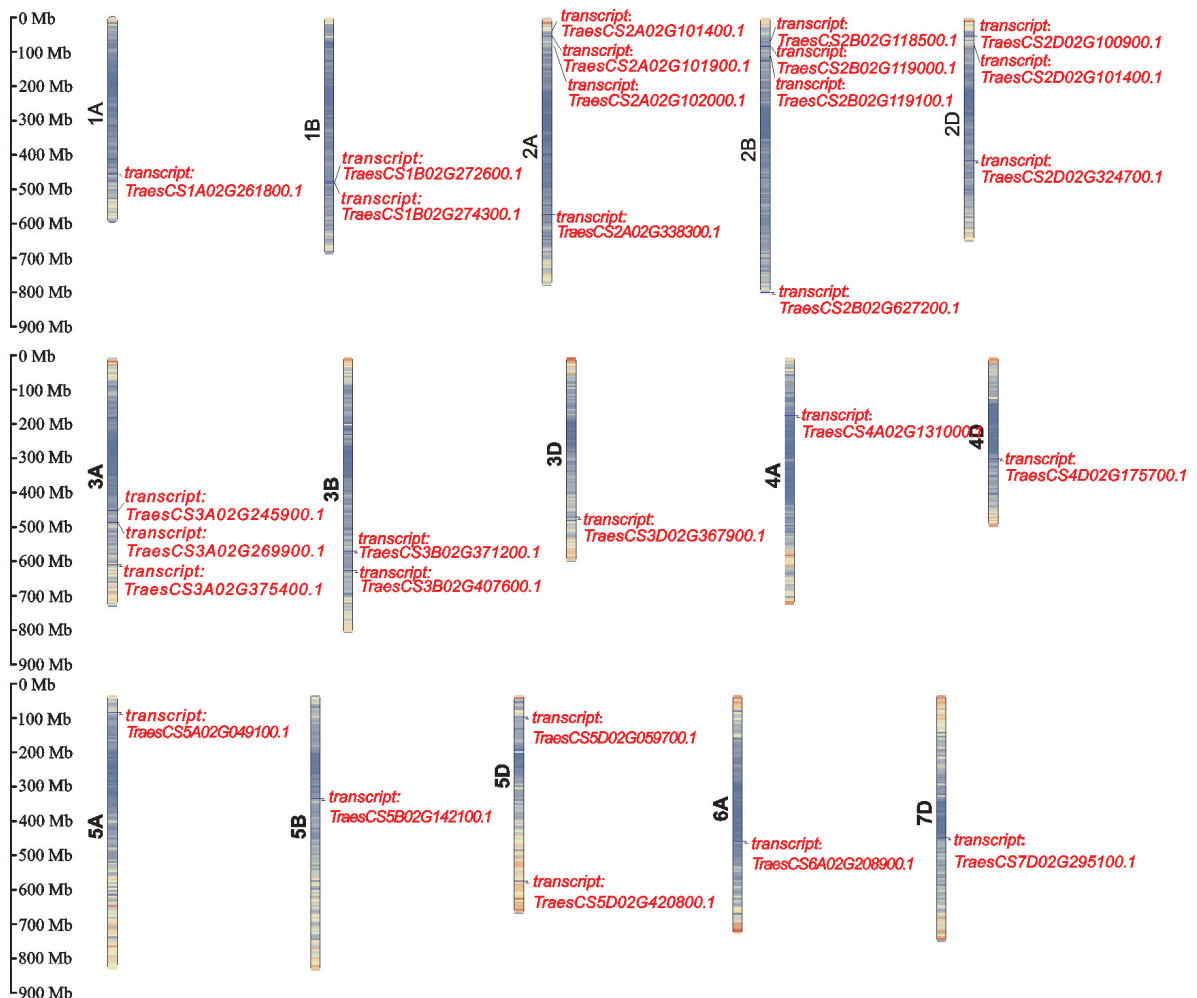 0 Mb
100 Mb
200 Mb
300 Mb
400 Mb
500 Mb
600 Mb
700 Mb
800 Mb
900 Mb
1A
transcript:
TraesCS1A02G261800.1
1B
transcript:
TraesCS1B02G272600.1
transcript:
TraesCS1B02G274300.1
2A
transcript:
TraesCS2A02G101400.1
transcript:
TraesCS2A02G101900.1
transcript:
TraesCS2A02G102000.1
transcript:
TraesCS2A02G338300.1
2B
transcript:
TraesCS2B02G118500.1
transcript:
TraesCS2B02G119000.1
transcript:
TraesCS2B02G119100.1
transcript:
TraesCS2B02G627200.1
2D
transcript:
TraesCS2D02G100900.1
transcript:
TraesCS2D02G101400.1
transcript:
TraesCS2D02G324700.1
0 Mb
100 Mb
200 Mb
300 Mb
400 Mb
500 Mb
600 Mb
700 Mb
800 Mb
900 Mb
3A
transcript:
TraesCS3A02G245900.1
transcript:
TraesCS3A02G269900.1
transcript:
TraesCS3A02G375400.1
3B
transcript:
TraesCS3B02G371200.1
transcript:
TraesCS3B02G407600.1
3D
transcript:
TraesCS3D02G367900.1
4A
transcript:
TraesCS4A02G131000
4D
transcript:
TraesCS4D02G175700.1
0 Mb
100 Mb
200 Mb
300 Mb
400 Mb
500 Mb
600 Mb
700 Mb
800 Mb
900 Mb
5A
transcript:
TraesCS5A02G049100.1
5B
transcript:
TraesCS5B02G142100.1
5D
transcript:
TraesCS5D02G059700.1
transcript:
TraesCS5D02G420800.1
6A
transcript:
TraesCS6A02G208900.1
7D
transcript:
TraesCS7D02G295100.1